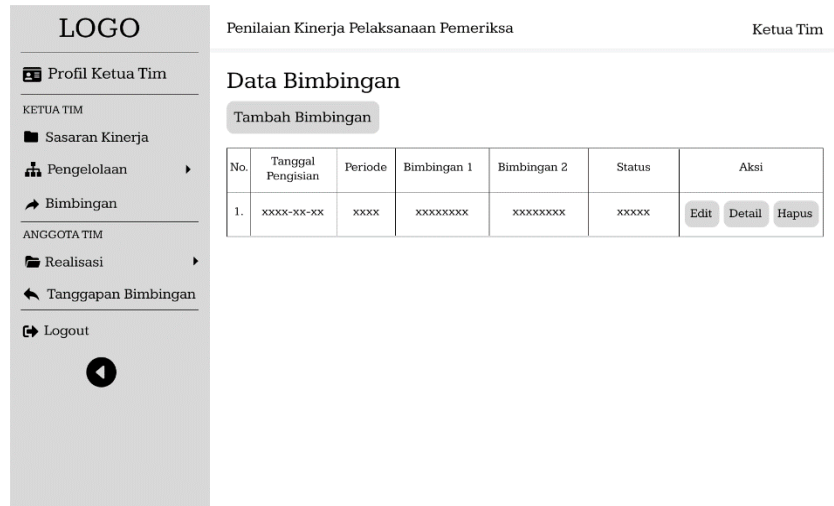 LOGO
Profil Ketua Tim
KETUA TIM
Sasaran Kinerja
Pengelolaan
Bimbingan
ANGGOTA TIM
Realisasi
Tanggapan Bimbingan
Logout
Penilaian Kinerja Pelaksanaan Pemeriksa
Ketua Tim
Data Bimbingan
Tambah Bimbingan
No. Tanggal Pengisian Periode Bimbingan 1 Bimbingan 2 Status Aksi
1. xxxx-xx-xx xxxx xxxxxxxx xxxxxxxx xxxxx Edit Detail Hapus